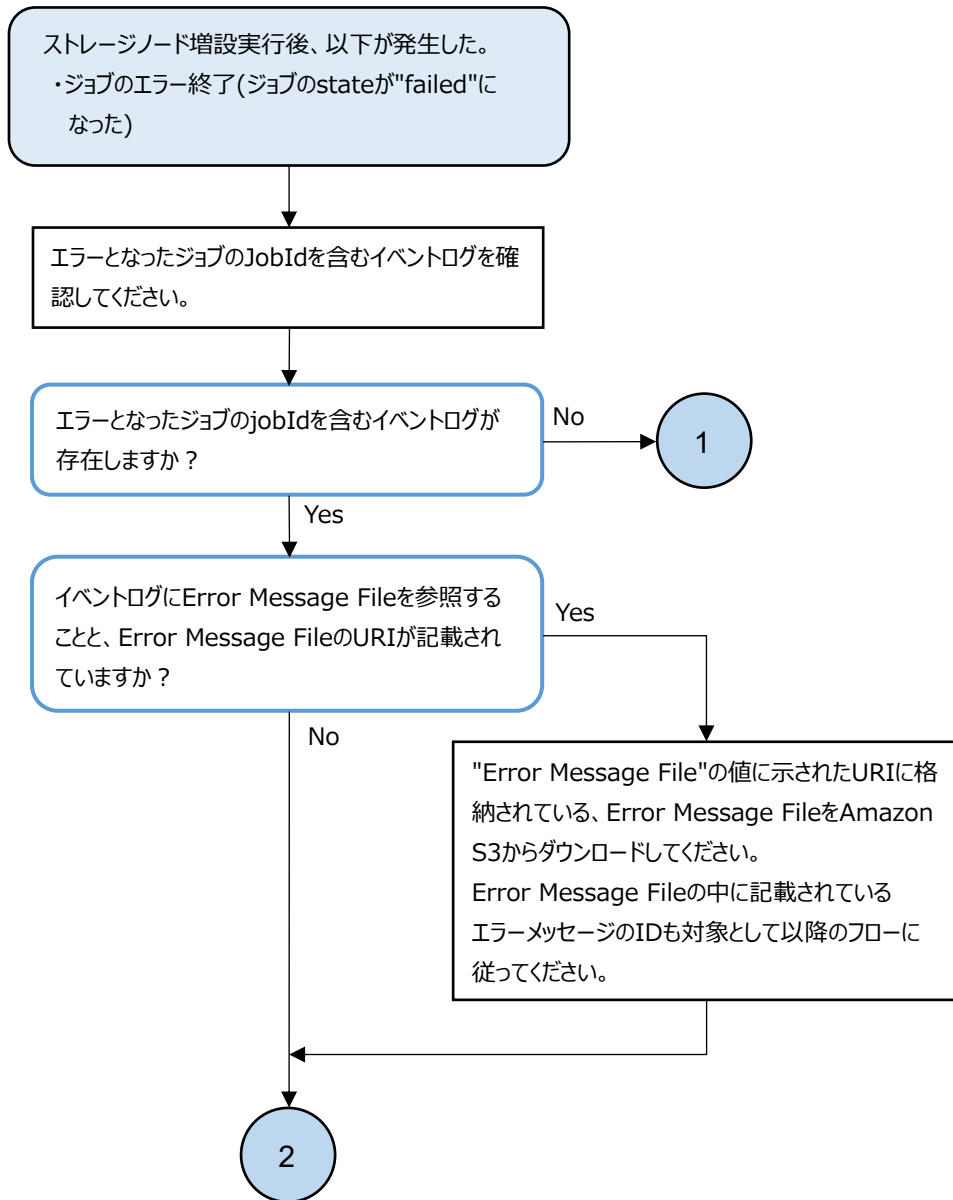 ストレージノード増設実行後、以下が発生した。
・ジョブのエラー終了(ジョブのstateが"failed"に
なった)
エラーとなったジョブのJobIdを含むイベントログを確
認してください。
エラーとなったジョブのjobIdを含むイベントログが
存在しますか？
No
1
Yes
イベントログにError Message Fileを参照する
ことと、Error Message FileのURIが記載され
ていますか？
Yes
No
"Error Message File"の値に示されたURIに格
納されている、Error Message FileをAmazon
S3からダウンロードしてください。
Error Message Fileの中に記載されている
エラーメッセージのIDも対象として以降のフローに
従ってください。
2